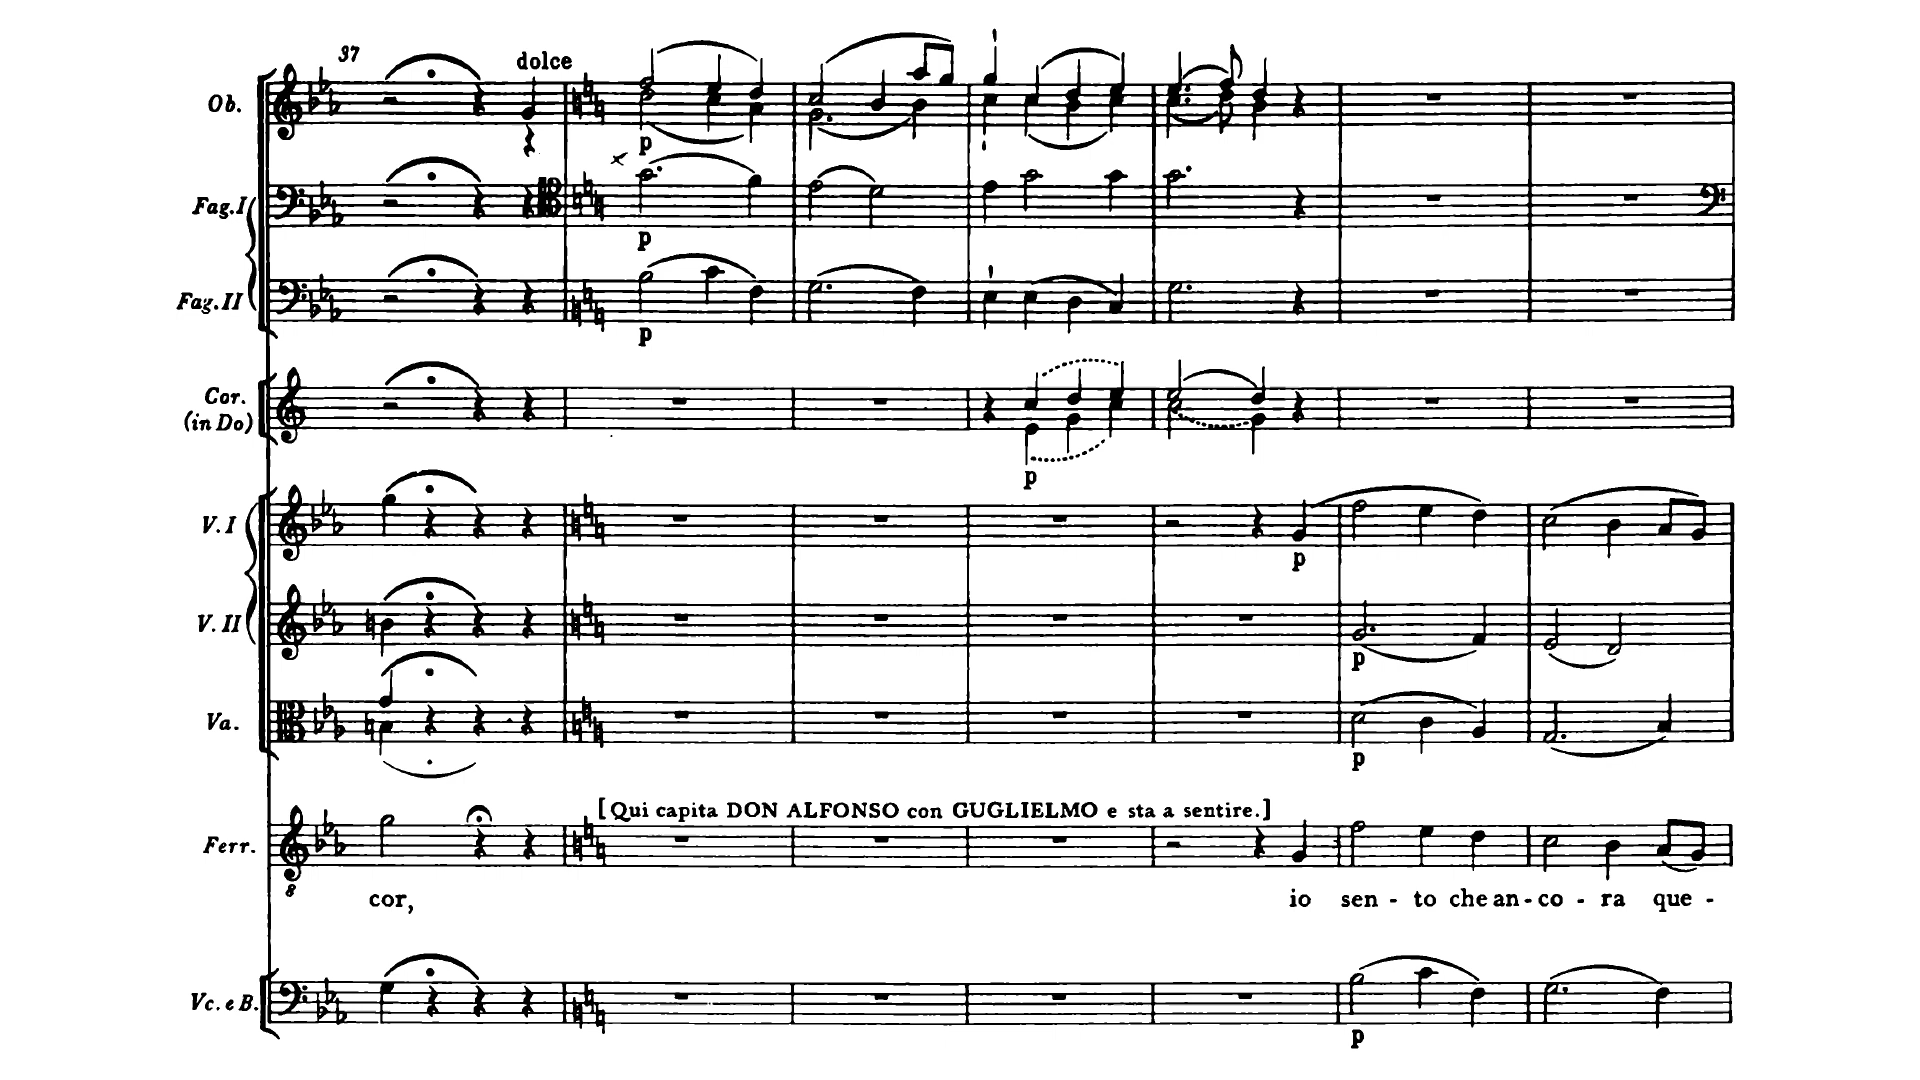 37
dolce
Ob.
p
Fag.I
p
Fag.II
p
Cor.
(in Do)
p
V. I
p
V. II
p
Va.
p
[Qui capita DON ALFONSO con GUGLIELMO e sta a sentire.]
Ferr.
8
cor, io sen - to che an - co - ra que -
Vc. e B.
p